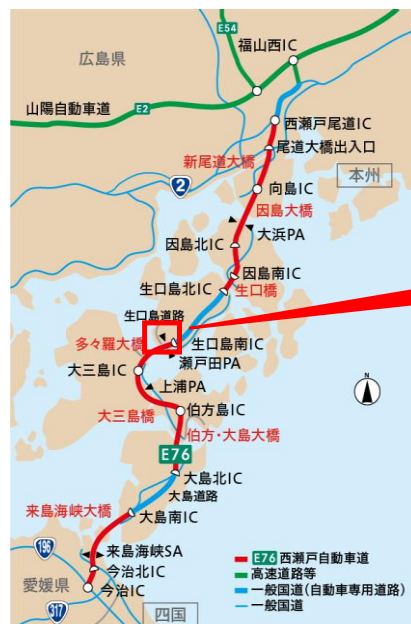 E54
福山西IC
広島県
山陽自動車道
E2
西瀬戸尾道IC
尾道大橋出入口
新尾道大橋
2
本州
向島IC
因島大橋
大浜PA
因島北IC
因島南IC
生口島北IC
生口橋
生口島道路
多々羅大橋
生口島南IC
瀬戸田PA
大三島IC
上浦PA
N
大三島橋
伯方島IC
伯方・大島大橋
E76
大島北IC
大島道路
来島海峡大橋
大島南IC
196
来島海峡SA
今治北IC
愛媛県
今治IC
317
四国
E76 西瀬戸自動車道
高速道路等
一般国道(自動車専用道路)
一般国道